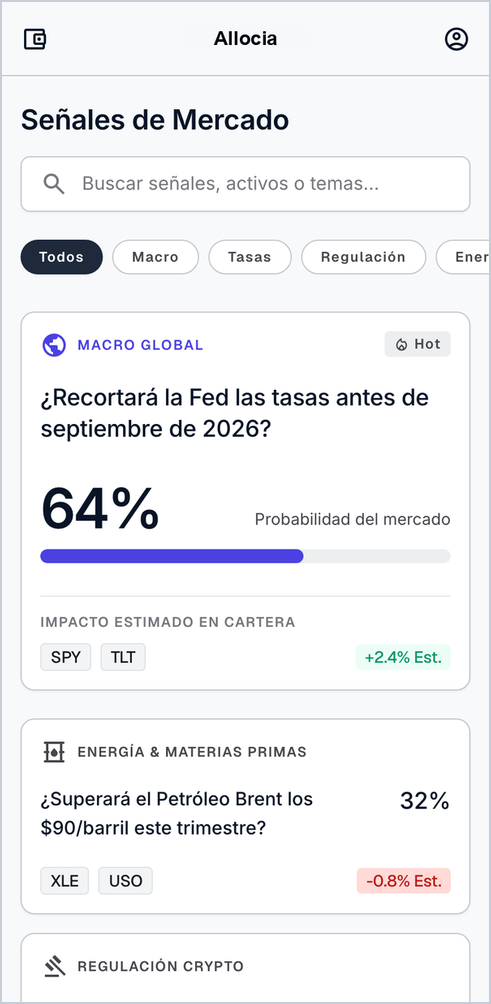 Allocia
Señales de Mercado
Buscar señales, activos o temas...
Todos Macro Tasas Regulación Ener
MACRO GLOBAL Hot
¿Recortará la Fed las tasas antes de
septiembre de 2026?
64% Probabilidad del mercado
IMPACTO ESTIMADO EN CARTERA
SPY TLT +2.4% Est.
ENERGÍA & MATERIAS PRIMAS
¿Superará el Petróleo Brent los 32%
$90/barril este trimestre?
XLE USO -0.8% Est.
REGULACIÓN CRYPTO